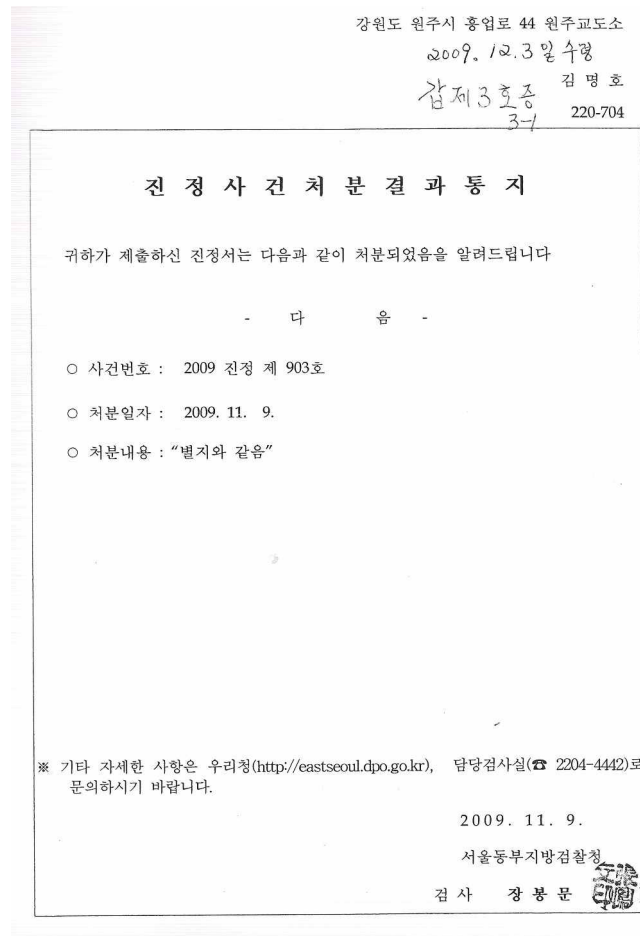 강원도 원주시 흥업로 44 원주교도소
2009. 12. 3일 수령
김 명 호
갑제3호증
3-1
220-704
진 정 사 건 처 분 결 과 통 지
귀하가 제출하신 진정서는 다음과 같이 처분되었음을 알려드립니다
- 다 음 -
○ 사건번호 : 2009 진정 제 903호
○ 처분일자 : 2009. 11. 9.
○ 처분내용 : “별지와 같음”
※ 기타 자세한 사항은 우리청(http://eastseoul.dpo.go.kr), 담당검사실(☎ 2204-4442)로
문의하시기 바랍니다.
2009. 11. 9.
서울동부지방검찰청
검 사 장 봉 문